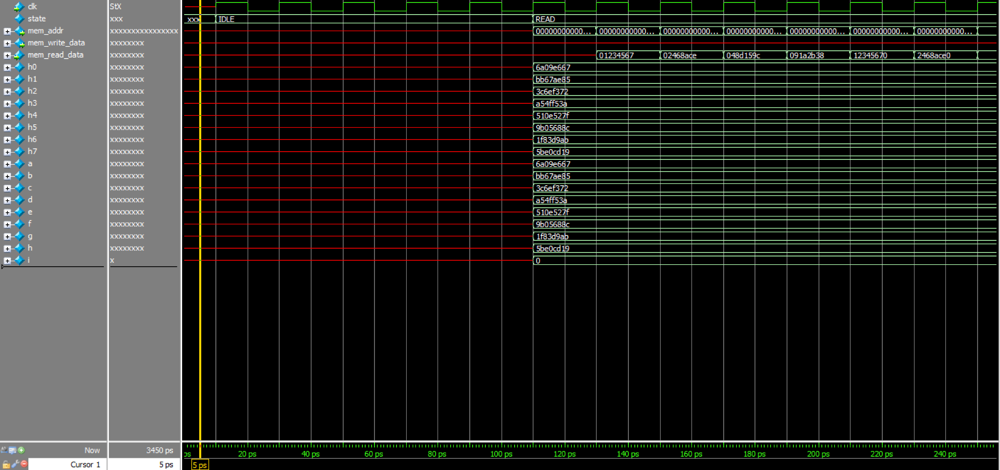 clk StX
state xxx xxx IDLE READ
mem_addr xxxxxxxxxxxxxxxx 00000000000... 00000000000... 00000000000... 00000000000... 00000000000... 00000000000... 00000000000...
mem_write_data xxxxxxxx
mem_read_data xxxxxxxx 01234567 02468ace 048d159c 091a2b38 12345670 2468ace0
h0 xxxxxxxx 6a09e667
h1 xxxxxxxx bb67ae85
h2 xxxxxxxx 3c6ef372
h3 xxxxxxxx a54ff53a
h4 xxxxxxxx 510e527f
h5 xxxxxxxx 9b05688c
h6 xxxxxxxx 1f83d9ab
h7 xxxxxxxx 5be0cd19
a xxxxxxxx 6a09e667
b xxxxxxxx bb67ae85
c xxxxxxxx 3c6ef372
d xxxxxxxx a54ff53a
e xxxxxxxx 510e527f
f xxxxxxxx 9b05688c
g xxxxxxxx 1f83d9ab
h xxxxxxxx 5be0cd19
i x 0
Now 3450 ps ps 20 ps 40 ps 60 ps 80 ps 100 ps 120 ps 140 ps 160 ps 180 ps 200 ps 220 ps 240 ps
Cursor 1 5 ps 5 ps